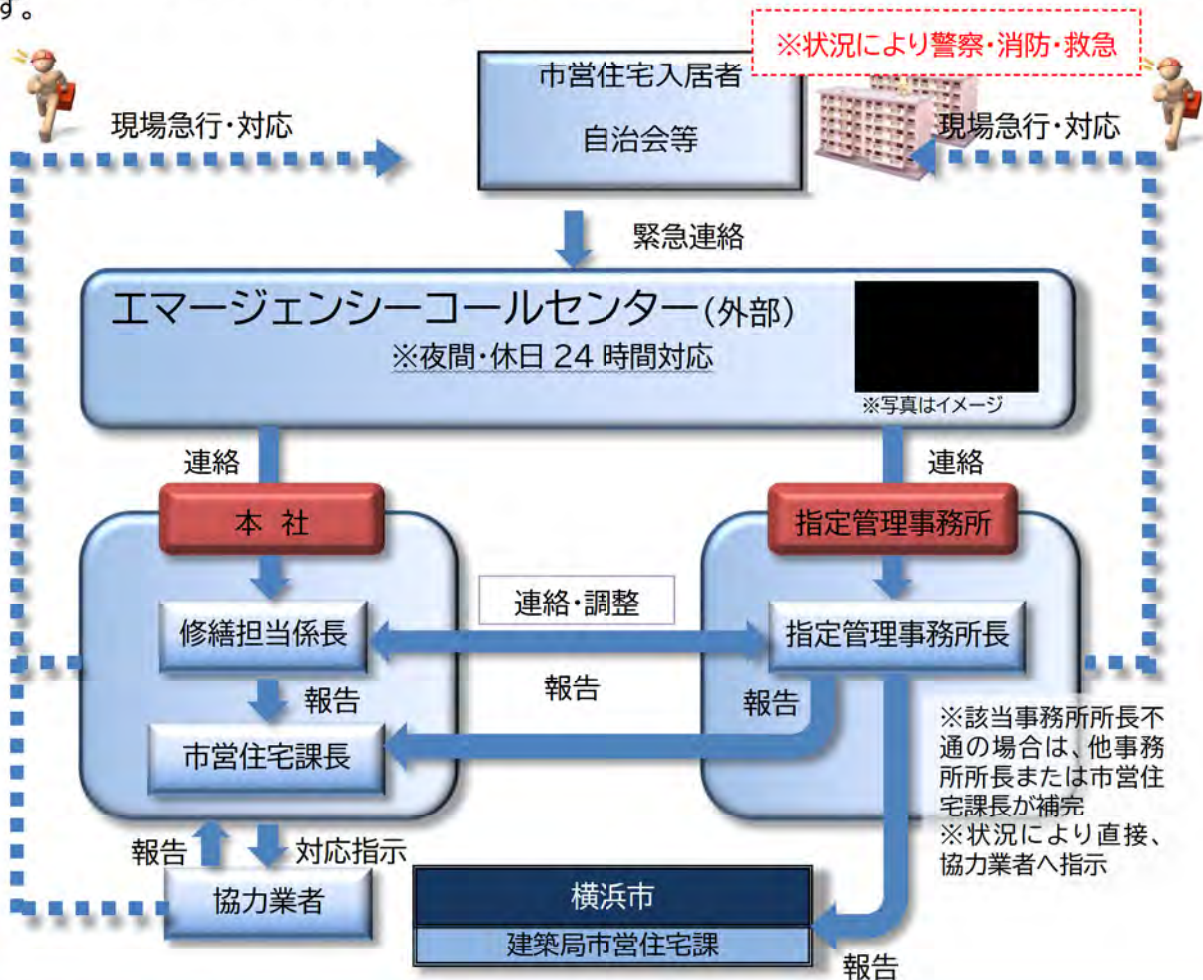 す。
※状況により警察・消防・救急
市営住宅入居者
自治会等
現場急行・対応
現場急行・対応
緊急連絡
エマージェンシーコールセンター(外部)
※夜間・休日 24 時間対応
※写真はイメージ
連絡
連絡
本 社
指定管理事務所
連絡・調整
修繕担当係長
指定管理事務所長
報告
報告
報告
市営住宅課長
※該当事務所所長不
通の場合は、他事務
所所長または市営住
宅課長が補完
※状況により直接、
協力業者へ指示
報告
対応指示
協力業者
横浜市
建築局市営住宅課
報告